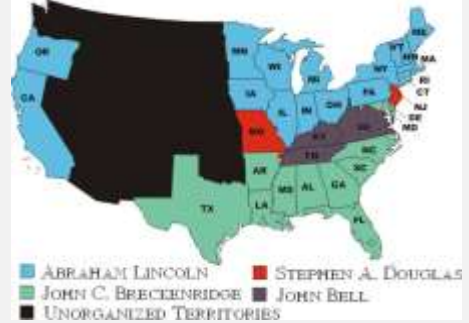 OR
MN
ME
VT
NH
MA
WI
NY
MI
RI
CT
CA
IA
PA
NJ
IL
IN
OH
DE
MD
MO
KY
VA
TN
NC
AR
SC
MS
AL
GA
TX
LA
FL
ABRAHAM LINCOLN
STEPHEN A. DOUGLAS
JOHN C. BRECKENRIDGE
JOHN BELL
UNORGANIZED TERRITORIES